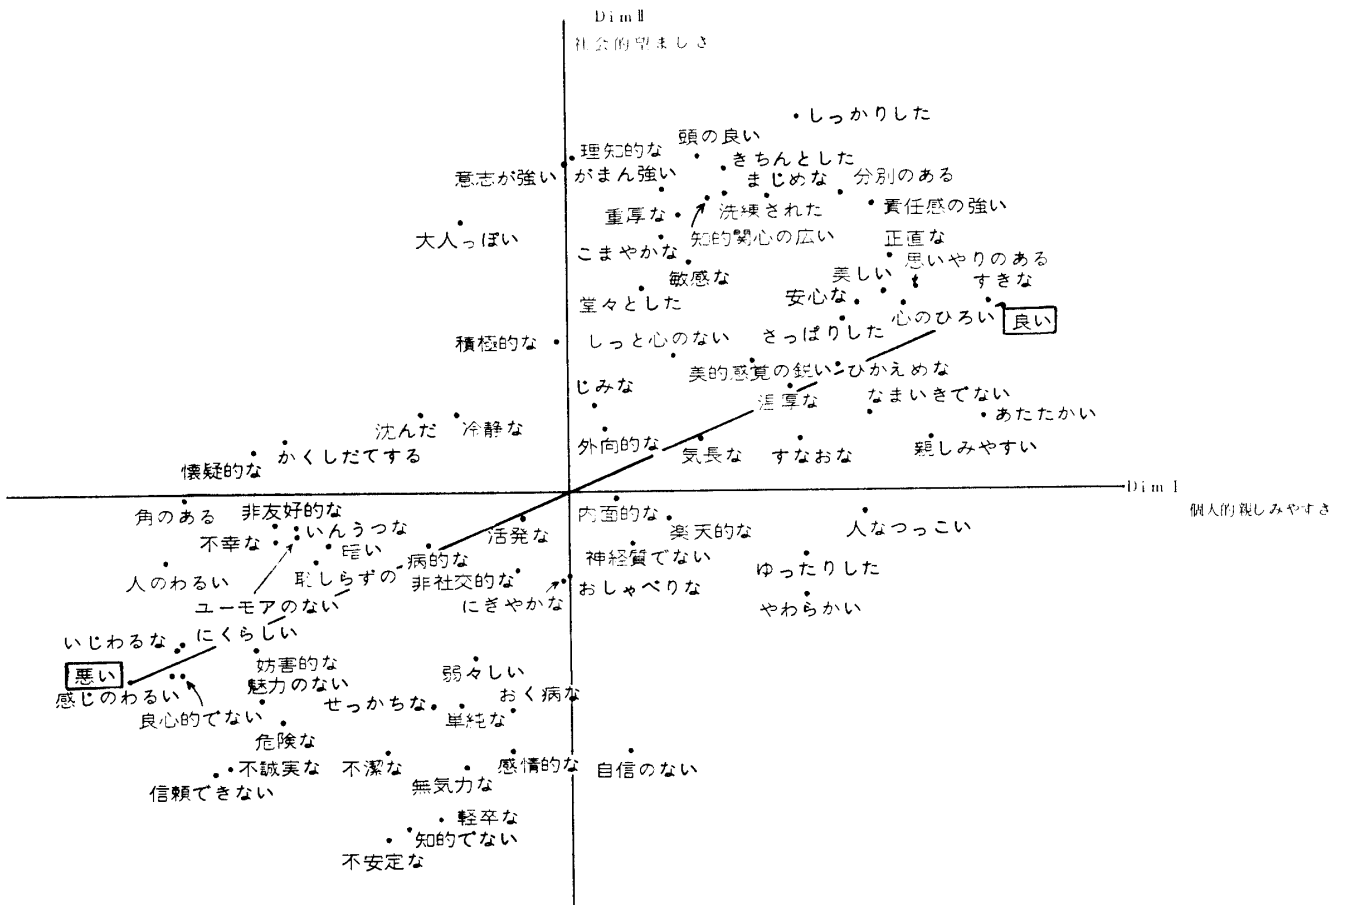 Dim Ⅱ
社会的望ましさ
しっかりした
頭の良い
理知的な
きちんとした
意志が強い
がまん強い
まじめな
分別のある
重厚な
洗練された
責任感の強い
大人っぽい
知的関心の広い
正直な
こまやかな
思いやりのある
敏感な
美しい
すきな
堂々とした
安心な
心のひろい
良い
積極的な
しっと心のない
さっぱりした
美的感覚の鋭い
ひかえめな
じみな
温厚な
なまいきでない
あたたかい
沈んだ
冷静な
外向的な
気長な
すなおな
親しみやすい
かくしだてする
懐疑的な
Dim Ⅰ
個人的親しみやすさ
角のある
非友好的な
内面的な
いんうつな
活発な
楽天的な
人なつっこい
不幸な
暗い
病的な
神経質でない
人のわるい
恥しらずの
非社交的な
おしゃべりな
ゆったりした
ユーモアのない
にぎやかな
やわらかい
いじわるな
にくらしい
悪い
妨害的な
弱々しい
感じのわるい
魅力のない
おく病な
良心的でない
せっかちな
単純な
危険な
不誠実な
不潔な
感情的な
自信のない
信頼できない
無気力な
軽卒な
知的でない
不安定な